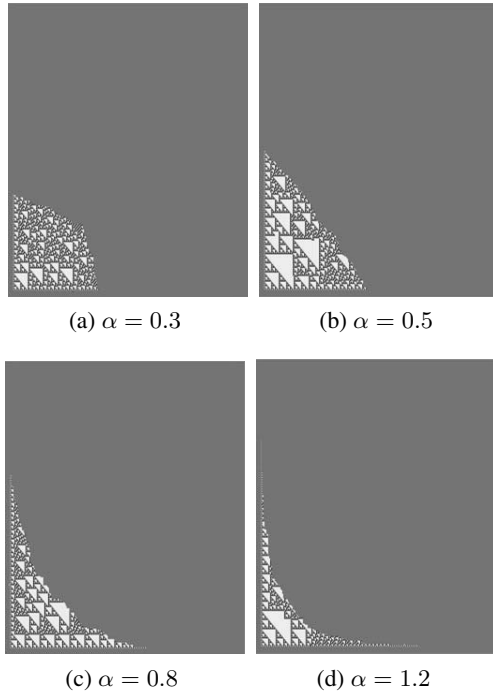 (a) α = 0.3
(b) α = 0.5
(c) α = 0.8
(d) α = 1.2